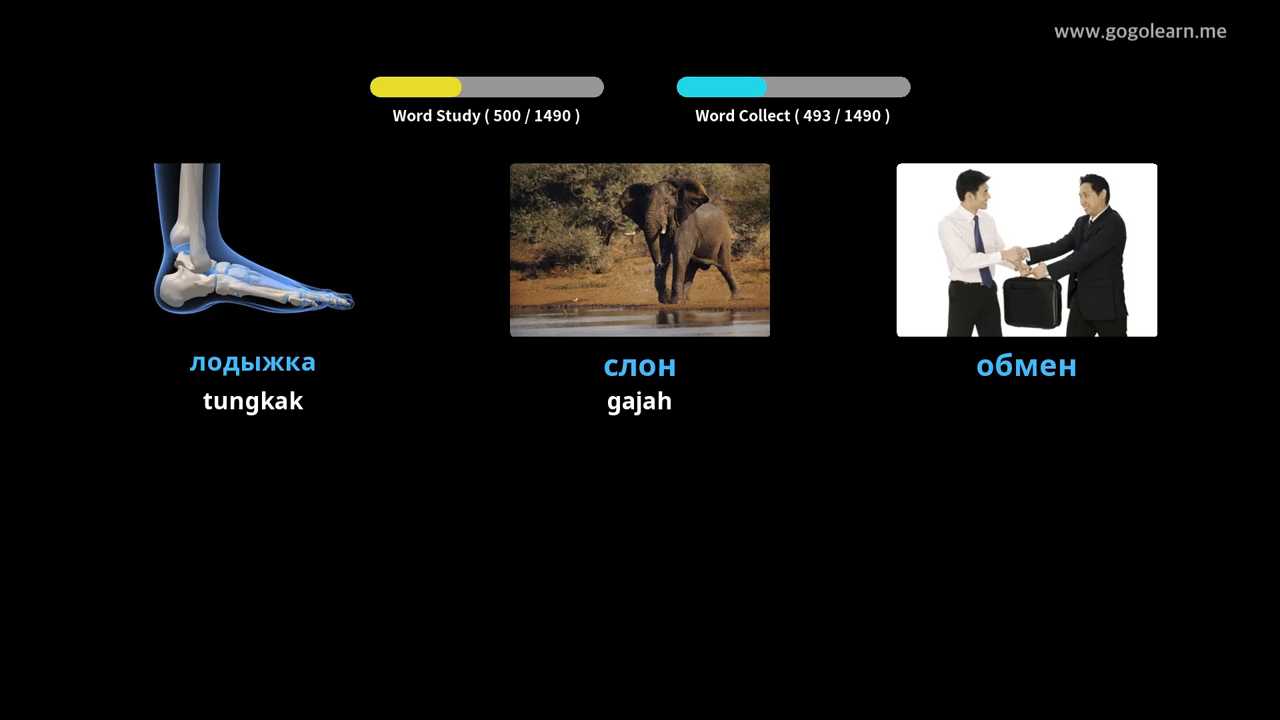 www.gogolearn.me
Word Study ( 500 / 1490 )
Word Collect ( 493 / 1490 )
лодыжка
tungkak
слон
gajah
обмен